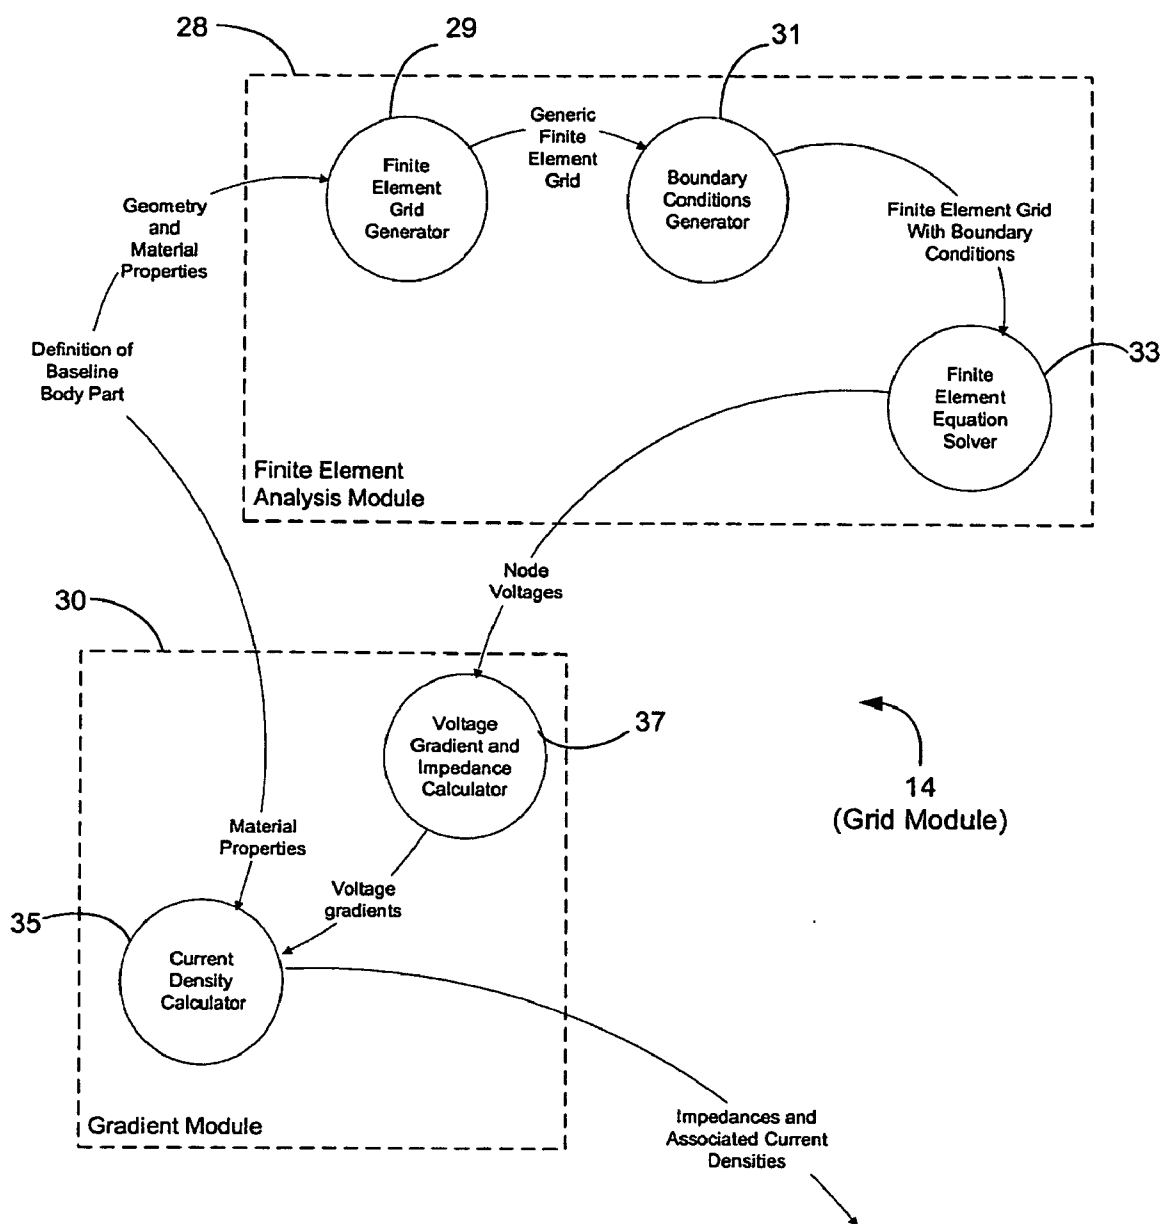 28
29
31
Finite
Element
Grid
Generator
Generic
Finite
Element
Grid
Boundary
Conditions
Generator
Geometry
and
Material
Properties
Finite Element Grid
With Boundary
Conditions
Definition of
Baseline
Body Part
33
Finite
Element
Equation
Solver
Finite Element
Analysis Module
Node
Voltages
30
Voltage
Gradient and
Impedance
Calculator
37
14
(Grid Module)
Material
Properties
Voltage
gradients
35
Current
Density
Calculator
Gradient Module
Impedances and
Associated Current
Densities